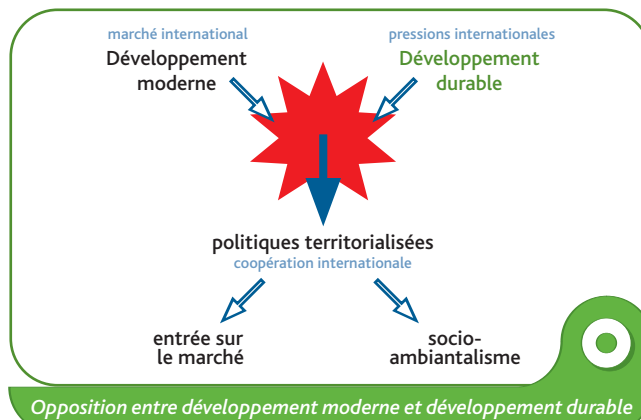 marché international
Développement
moderne
pressions internationales
Développement
durable
politiques territorialisées
coopération internationale
entrée sur
le marché
socio-
ambiantalisme
Opposition entre développement moderne et développement durable